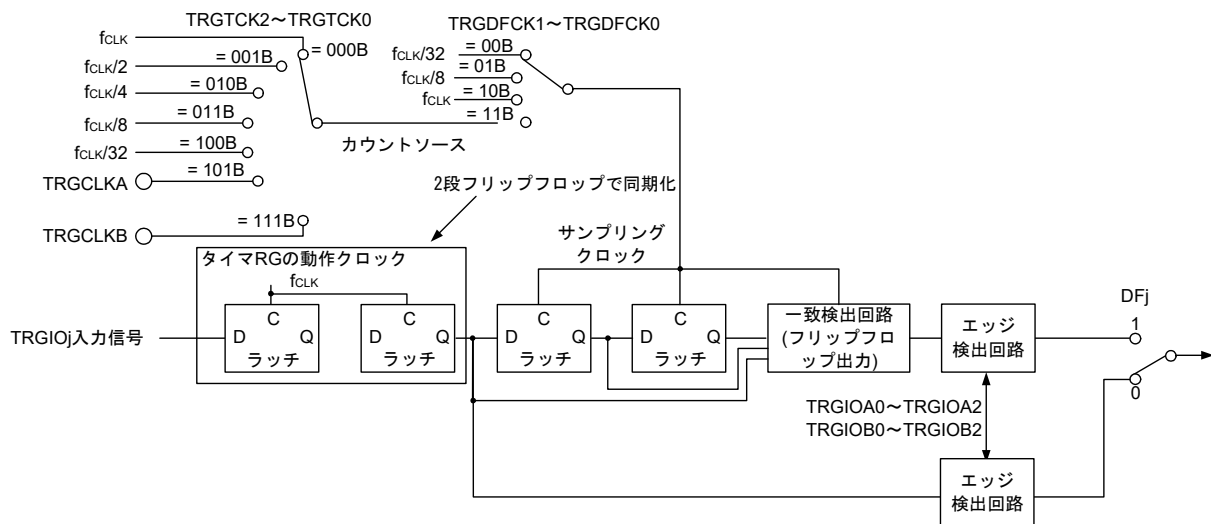 TRGTCK2～TRGTCK0
TRGDFCK1～TRGDFCK0
fCLK
= 000B
fCLK/2
= 001B
fCLK/4
= 010B
fCLK/8
= 011B
fCLK/32
= 100B
TRGCLKA
= 101B
TRGCLKB
= 111B
fCLK/32
= 00B
fCLK/8
= 01B
fCLK
= 10B
= 11B
カウントソース
2段フリップフロップで同期化
サンプリング
クロック
タイマRGの動作クロック
fCLK
TRGIOj入力信号
C
D
Q
ラッチ
C
D
Q
ラッチ
C
D
Q
ラッチ
C
D
Q
ラッチ
一致検出回路
(フリップフロ
ップ出力)
エッジ
検出回路
DFj
1
0
TRGIOA0～TRGIOA2
TRGIOB0～TRGIOB2
エッジ
検出回路